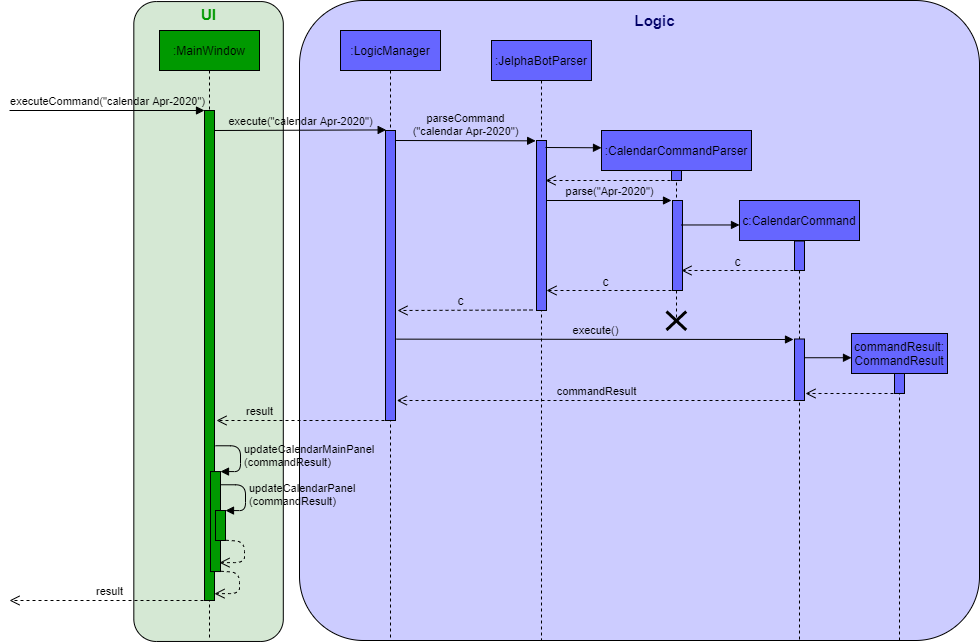 UI
Logic
:MainWindow
:LogicManager
:JelphaBotParser
executeCommand("calendar Apr-2020")
execute("calendar Apr-2020")
parseCommand
("calendar Apr-2020")
:CalendarCommandParser
parse("Apr-2020")
c:CalendarCommand
c
c
c
execute()
commandResult:
CommandResult
commandResult
result
updateCalendarMainPanel
(commandResult)
updateCalendarPanel
(commandResult)
result